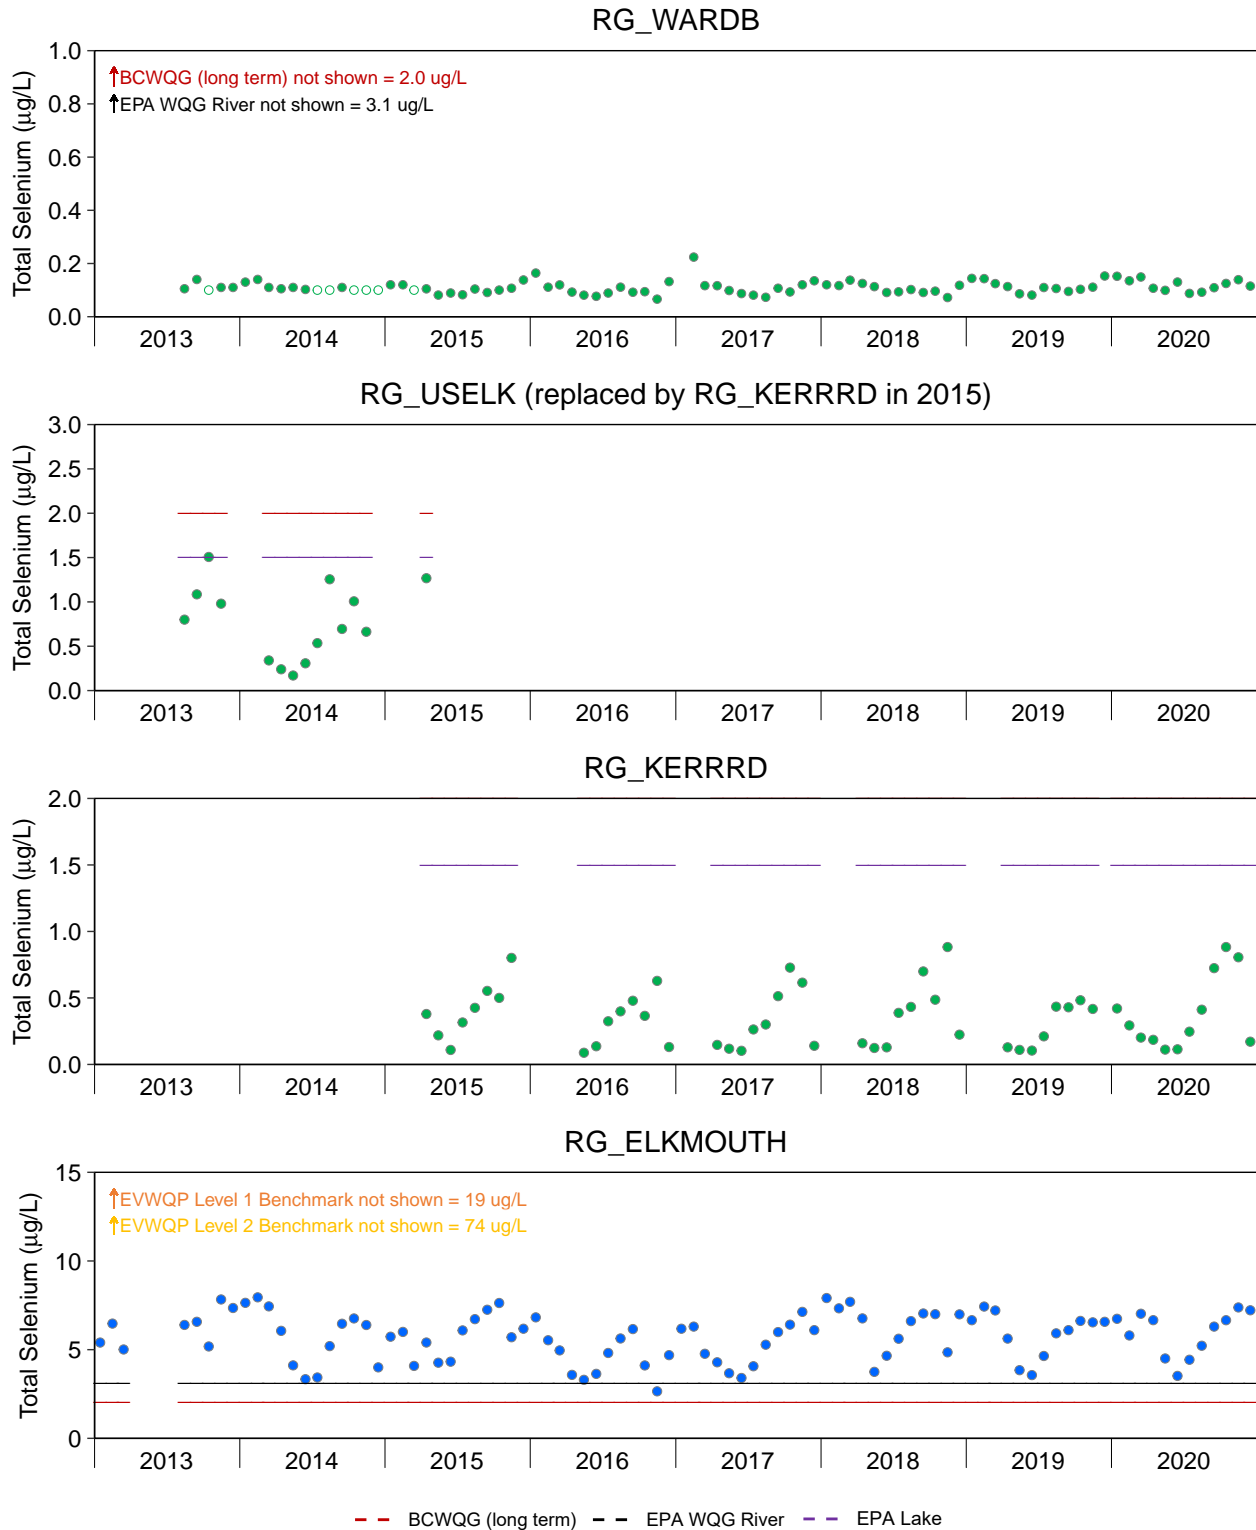 RG_WARDB
Total Selenium (µg/L)
1.0
0.8
0.6
0.4
0.2
0.0
BCWQG (long term) not shown = 2.0 ug/L
EPA WQG River not shown = 3.1 ug/L
2013 2014 2015 2016 2017 2018 2019 2020
RG_USELK (replaced by RG_KERRRD in 2015)
Total Selenium (µg/L)
3.0
2.5
2.0
1.5
1.0
0.5
0.0
2013 2014 2015 2016 2017 2018 2019 2020
RG_KERRRD
Total Selenium (µg/L)
2.0
1.5
1.0
0.5
0.0
2013 2014 2015 2016 2017 2018 2019 2020
RG_ELKMOUTH
Total Selenium (µg/L)
15
10
5
0
EVWQP Level 1 Benchmark not shown = 19 ug/L
EVWQP Level 2 Benchmark not shown = 74 ug/L
2013 2014 2015 2016 2017 2018 2019 2020
BCWQG (long term) EPA WQG River EPA Lake